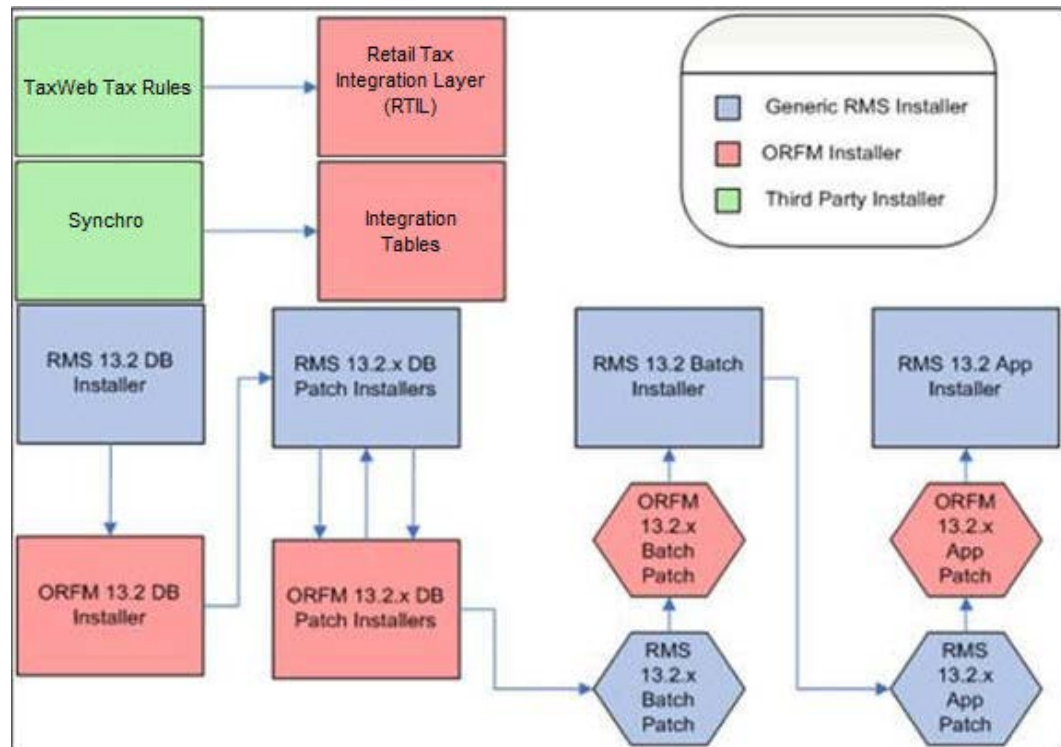 TaxWeb Tax Rules
Retail Tax
Integration Layer
(RTIL)
Generic RMS Installer
ORFM Installer
Third Party Installer
Synchro
Integration
Tables
RMS 13.2 DB
Installer
RMS 13.2.x DB
Patch Installers
RMS 13.2 Batch
Installer
RMS 13.2 App
Installer
ORFM 13.2 DB
Installer
ORFM 13.2.x DB
Patch Installers
ORFM
13.2.x
Batch
Patch
ORFM
13.2.x
App
Patch
RMS
13.2.x
Batch
Patch
RMS
13.2.x
App
Patch